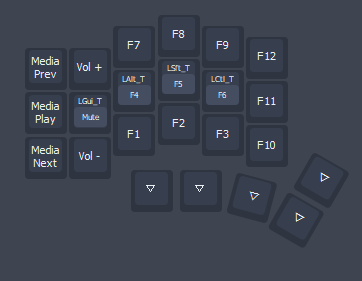 Media
Prev
Vol +
F7
F8
F9
F12
Media
Play
LGui_T
Mute
LAlt_T
F4
LSft_T
F5
LCtl_T
F6
F11
Media
Next
Vol -
F1
F2
F3
F10
▽
▽
▽
▽
▽